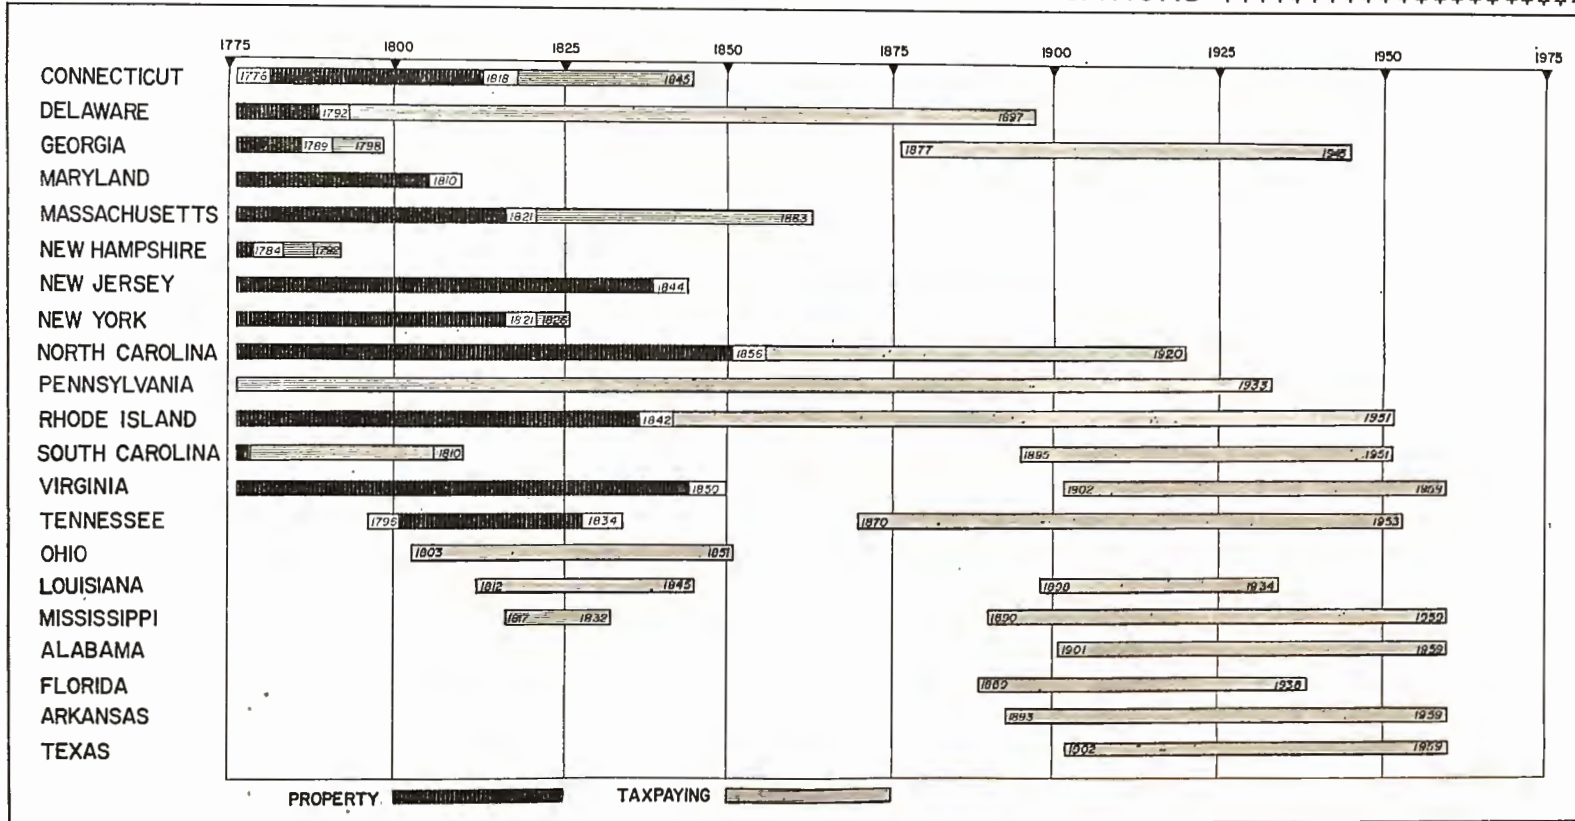 1775 1800 1825 1850 1875 1900 1925 1950 1975
CONNECTICUT 1776 1818 1845
DELAWARE 1792 1897
GEORGIA 1789 1798 1877 1945
MARYLAND 1810
MASSACHUSETTS 1821 1863
NEW HAMPSHIRE 1784 1792
NEW JERSEY 1844
NEW YORK 1821 1826
NORTH CAROLINA 1856 1920
PENNSYLVANIA 1933
RHODE ISLAND 1842 1951
SOUTH CAROLINA 1810 1895 1951
VIRGINIA 1850 1902 1959
TENNESSEE 1796 1834 1870 1953
OHIO 1803 1851
LOUISIANA 1812 1845 1898 1934
MISSISSIPPI 1817 1832 1890 1959
ALABAMA 1901 1959
FLORIDA 1889 1938
ARKANSAS 1893 1959
TEXAS 1902 1959
PROPERTY TAXPAYING